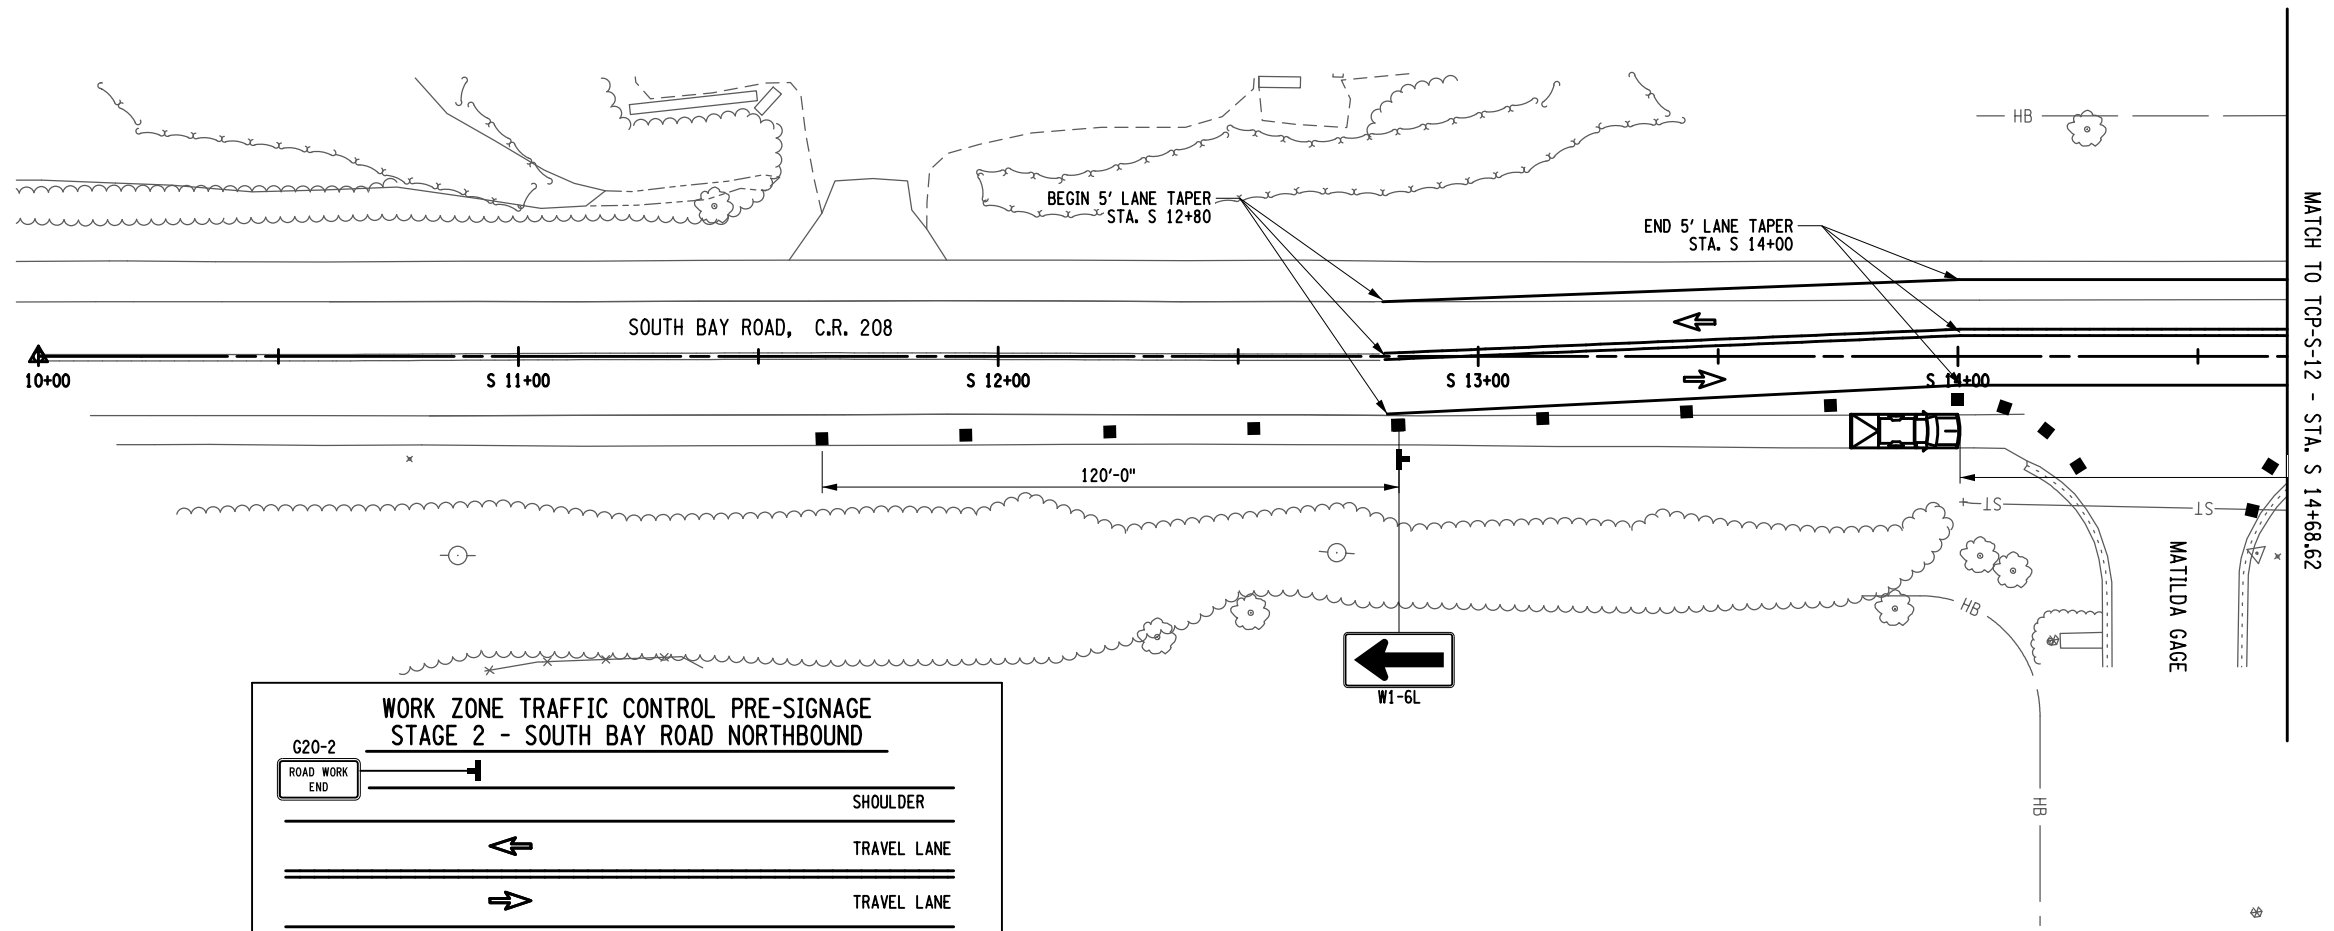 HB
BEGIN 5' LANE TAPER
STA. S 12+80
END 5' LANE TAPER
STA. S 14+00
MATCH TO TCP-S-12 - STA. S 14+68.62
SOUTH BAY ROAD, C.R. 208
10+00
S 11+00
S 12+00
S 13+00
S 14+00
120'-0"
ST
ST
MATILDA GAGE
HB
W1-6L
WORK ZONE TRAFFIC CONTROL PRE-SIGNAGE
STAGE 2 - SOUTH BAY ROAD NORTHBOUND
G20-2
ROAD WORK
END
SHOULDER
HB
TRAVEL LANE
TRAVEL LANE